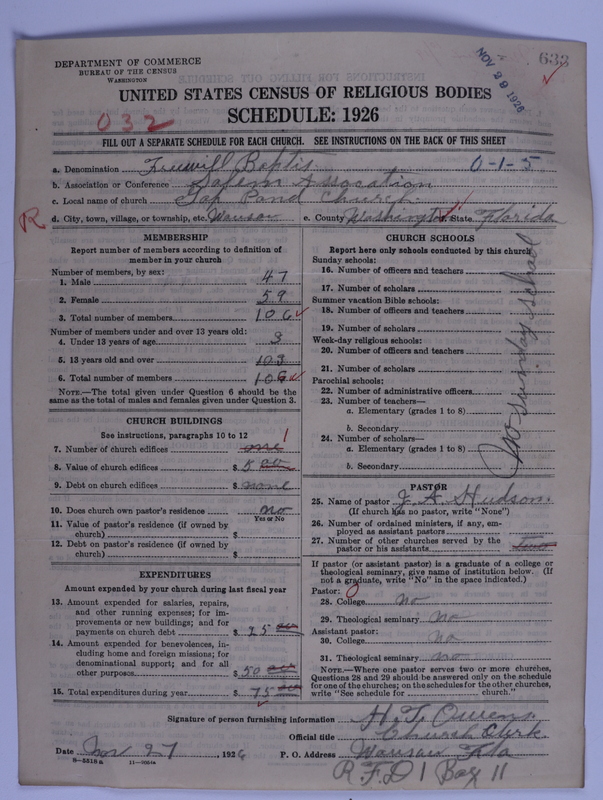 DEPARTMENT OF COMMERCE
BUREAU OF THE CENSUS
WASHINGTON
NOV 29 1926
633
UNITED STATES CENSUS OF RELIGIOUS BODIES
SCHEDULE: 1926
032
FILL OUT A SEPARATE SCHEDULE FOR EACH CHURCH. SEE INSTRUCTIONS ON THE BACK OF THIS SHEET
a. Denomination Freewill Baptis 0-1-5
b. Association or Conference Salem Assocation
c. Local name of church Gap Pond Church
R d. City, town, village, or township, etc. Wausau e. County Washington State Florida
MEMBERSHIP
Report number of members according to definition of
member in your church
Number of members, by sex:
1. Male 47
2. Female 59
3. Total number of members 106
Number of members under and over 13 years old:
4. Under 13 years of age 3
5. 13 years old and over 103
6. Total number of members 106
NOTE.—The total given under Question 6 should be the
same as the total of males and females given under Question 3.
CHURCH BUILDINGS
See instructions, paragraphs 10 to 12
7. Number of church edifices one 1
8. Value of church edifices $ 500
9. Debt on church edifices $ none
10. Does church own pastor's residence no
Yes or No
11. Value of pastor's residence (if owned by
church) $
12. Debt on pastor's residence (if owned by
church) $
EXPENDITURES
Amount expended by your church during last fiscal year
13. Amount expended for salaries, repairs,
and other running expenses; for im-
provements or new buildings; and for
payments on church debt $ 25
14. Amount expended for benevolences, in-
cluding home and foreign missions; for
denominational support; and for all
other purposes $ 50
15. Total expenditures during year $ 75
CHURCH SCHOOLS
Report here only schools conducted by this church
Sunday schools:
16. Number of officers and teachers
17. Number of scholars
Summer vacation Bible schools:
18. Number of officers and teachers
19. Number of scholars
Week-day religious schools:
20. Number of officers and teachers
21. Number of scholars
Parochial schools:
22. Number of administrative officers
23. Number of teachers—
a. Elementary (grades 1 to 8)
b. Secondary
24. Number of scholars—
a. Elementary (grades 1 to 8)
b. Secondary
No sunday school
PASTOR
25. Name of pastor J. A. Hudson
(If church has no pastor, write "None")
26. Number of ordained ministers, if any, em-
ployed as assistant pastors
27. Number of other churches served by the
pastor or his assistants
If pastor (or assistant pastor) is a graduate of a college or
theological seminary, give name of institution below. (If
not a graduate, write "No" in the space indicated.)
Pastor: 0
28. College no
29. Theological seminary no
Assistant pastor:
30. College no
31. Theological seminary no
NOTE.—Where one pastor serves two or more churches,
Questions 28 and 29 should be answered only on the schedule
for one of the churches; on the schedules for the other churches,
write "See schedule for church."
Signature of person furnishing information H. T. Owens
Official title Church Clerk
Date Nov 27, 1926 P. O. Address Wausau Fla
8—5518a 11—9024a
R. F. D 1 Box 11